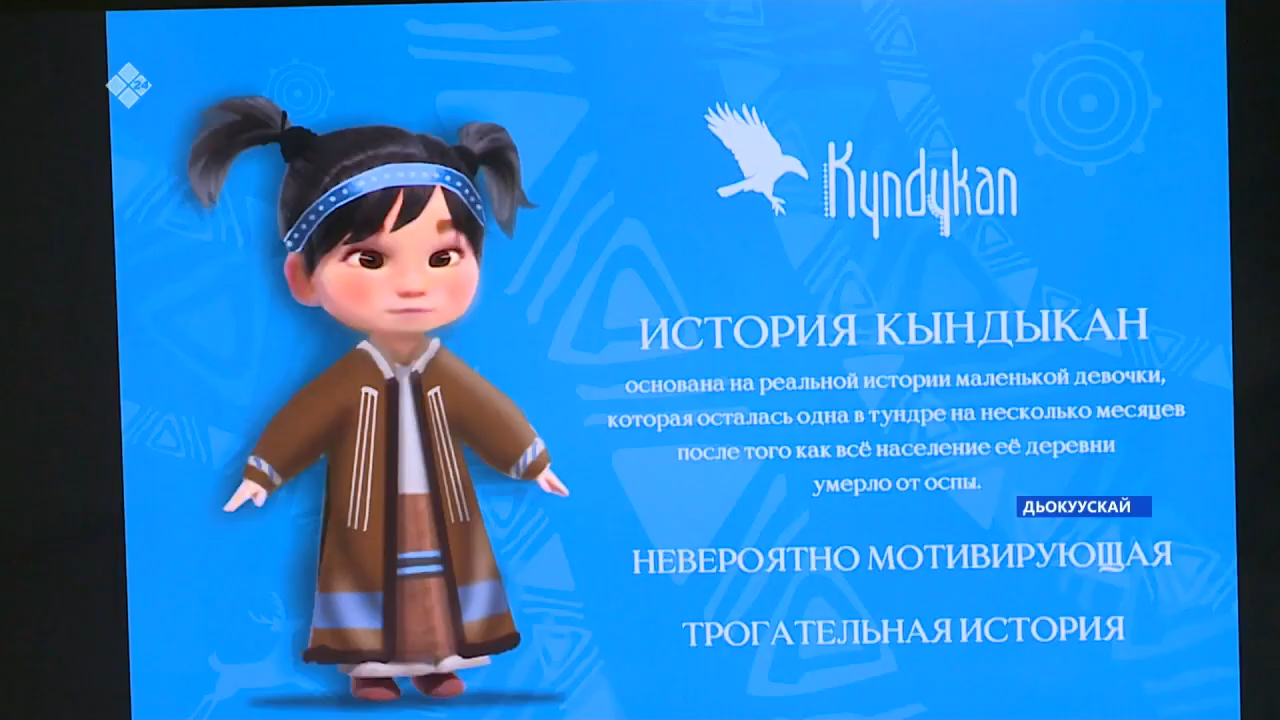 24
Kyndykan
ИСТОРИЯ КЫНДЫКАН
основана на реальной истории маленькой девочки,
которая осталась одна в тундре на несколько месяцев
после того как всё население её деревни
умерло от оспы.
ДЬОКУУСКАЙ
НЕВЕРОЯТНО МОТИВИРУЮЩАЯ
ТРОГАТЕЛЬНАЯ ИСТОРИЯ